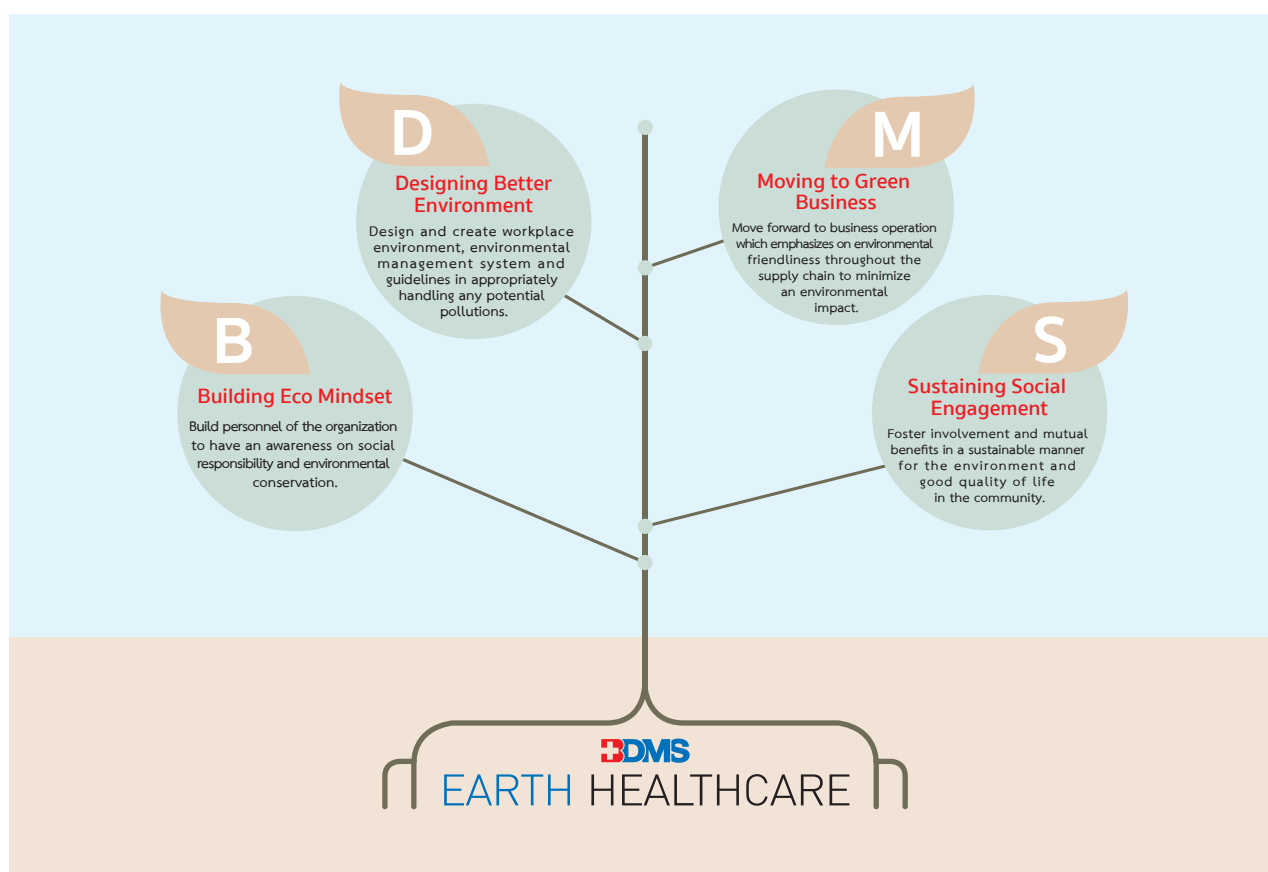 B
Building Eco Mindset
Build personnel of the organization
to have an awareness on social
responsibility and environmental
conservation.
D
Designing Better
Environment
Design and create workplace
environment, environmental
management system and
guidelines in appropriately
handling any potential
pollutions.
M
Moving to Green
Business
Move forward to business operation
which emphasizes on environmental
friendliness throughout the
supply chain to minimize
an environmental
impact.
S
Sustaining Social
Engagement
Foster involvement and mutual
benefits in a sustainable manner
for the environment and
good quality of life
in the community.
BDMS
EARTH HEALTHCARE